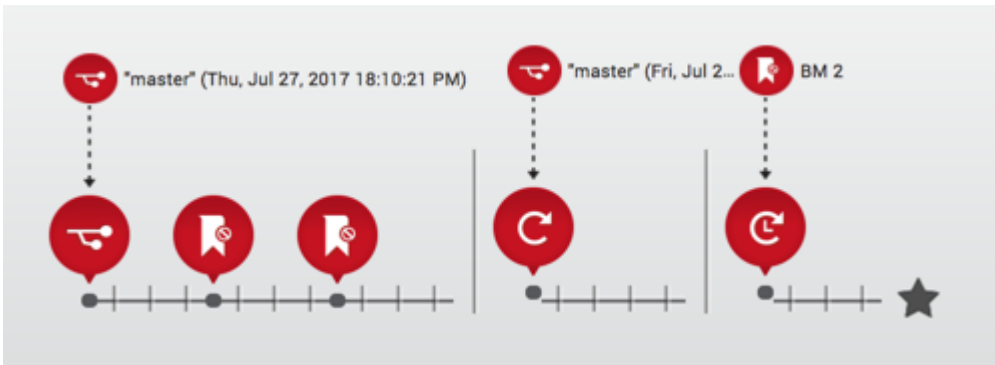 "master" (Thu, Jul 27, 2017 18:10:21 PM)
"master" (Fri, Jul 2...
BM 2